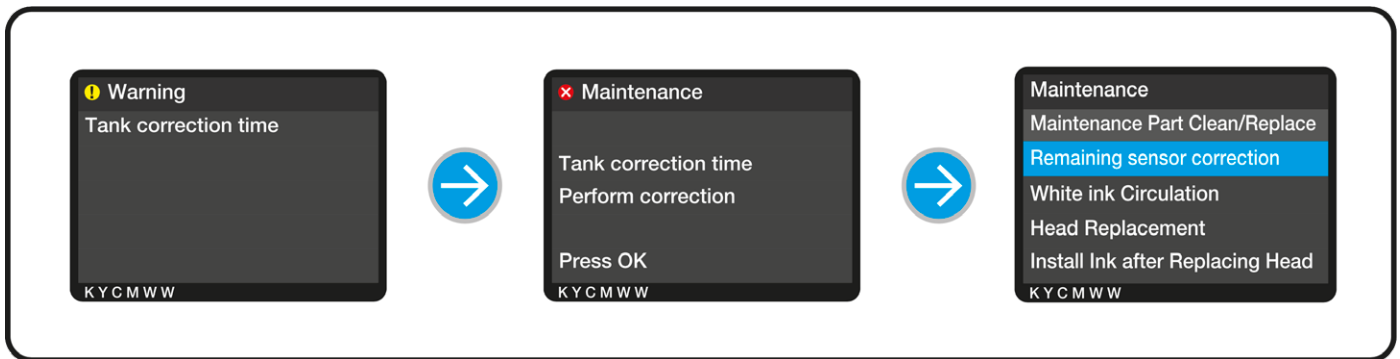 Warning
Tank correction time
KYCMWW
Maintenance
Tank correction time
Perform correction
Press OK
KYCMWW
Maintenance
Maintenance Part Clean/Replace
Remaining sensor correction
White ink Circulation
Head Replacement
Install Ink after Replacing Head
KYCMWW